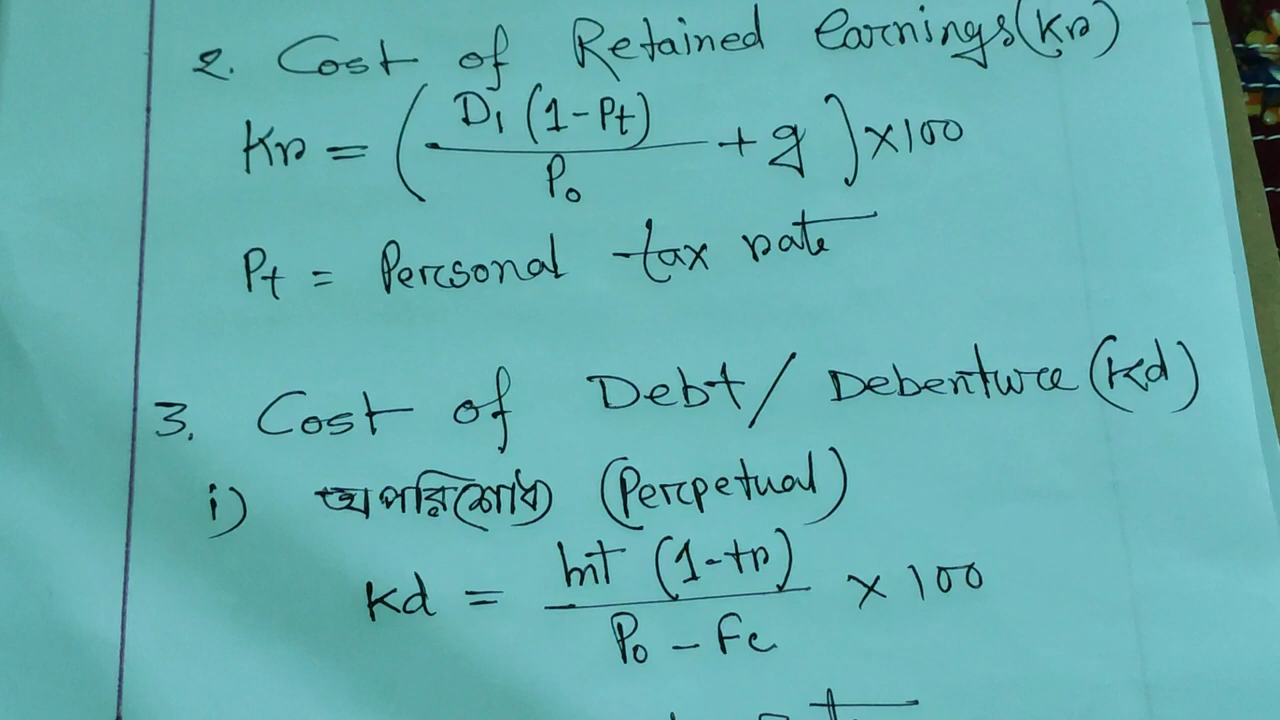 2. Cost of Retained Earnings (Kr)
Kr = ( D₁ (1-Pt) / P₀ + g ) × 100
Pt = Personal tax rate
3. Cost of Debt / Debenture (Kd)
i) অপরিশোধ্য (Perpetual)
Kd = Int (1-tr) / P₀ - Fc × 100